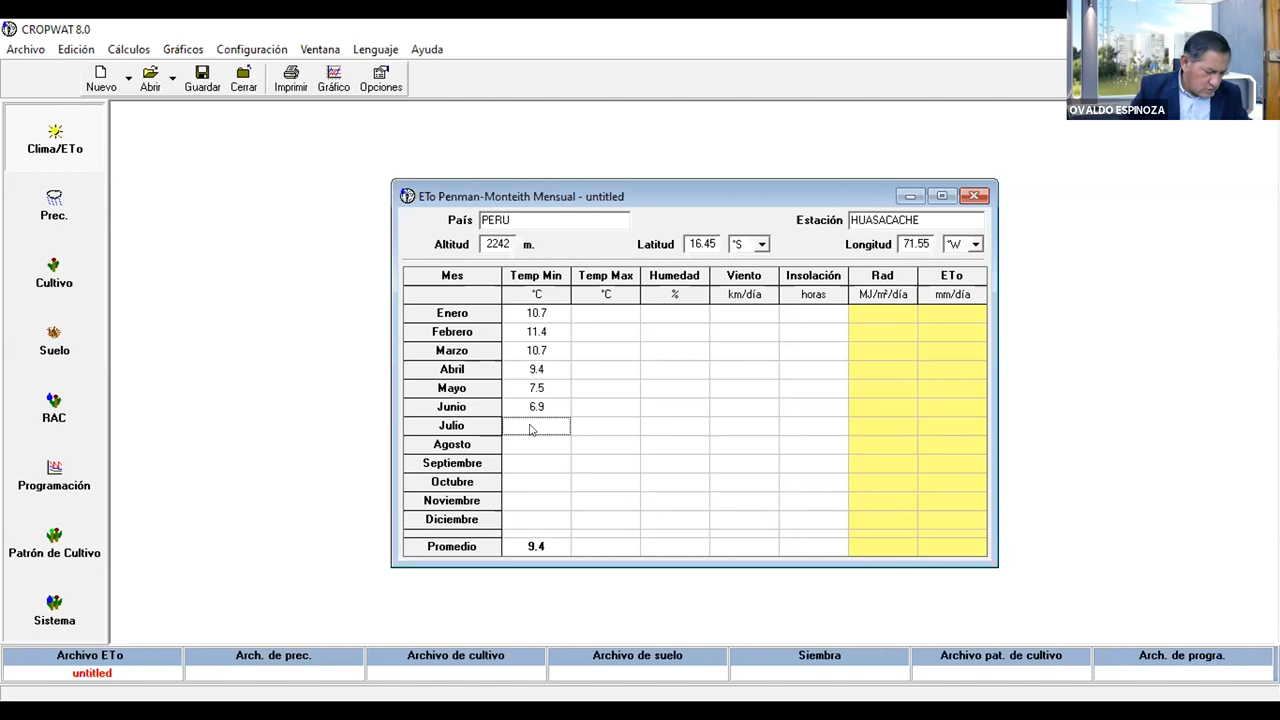 CROPWAT 8.0
Archivo Edición Cálculos Gráficos Configuración Ventana Lenguaje Ayuda
Nuevo Abrir Guardar Cerrar Imprimir Gráfico Opciones
OVALDO ESPINOZA
Clima/ETo
Prec.
Cultivo
Suelo
RAC
Programación
Patrón de Cultivo
Sistema
ETo Penman-Monteith Mensual - untitled
País PERU Estación HUASACACHE
Altitud 2242 m. Latitud 16.45 °S Longitud 71.55 °W
Mes Temp Min Temp Max Humedad Viento Insolación Rad ETo
°C °C % km/día horas MJ/m²/día mm/día
Enero 10.7
Febrero 11.4
Marzo 10.7
Abril 9.4
Mayo 7.5
Junio 6.9
Julio
Agosto
Septiembre
Octubre
Noviembre
Diciembre
Promedio 9.4
Archivo ETo Arch. de prec. Archivo de cultivo Archivo de suelo Siembra Archivo pat. de cultivo Arch. de progra.
untitled